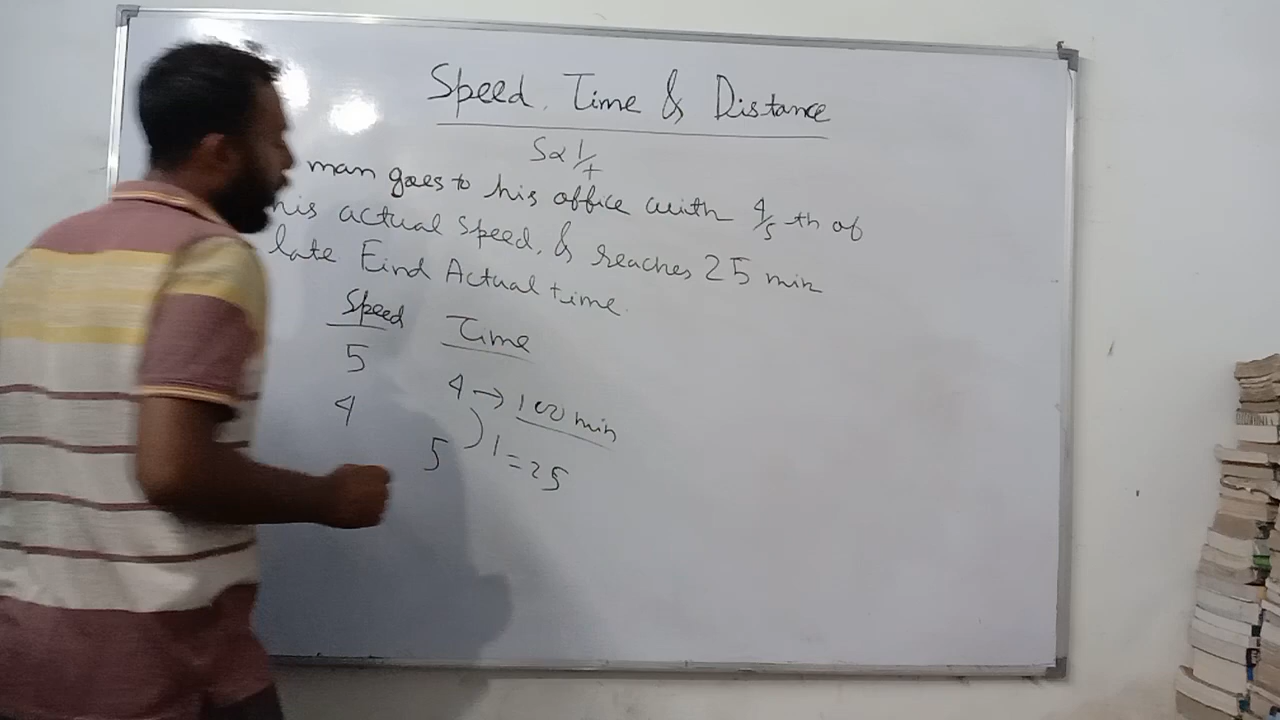 Speed, Time & Distance
S∝1/t
man goes to his office with 4/5 th of
his actual speed, & reaches 25 min
late Find Actual time.
Speed Time
5 4 → 100 min
4 5 ) 1 = 25